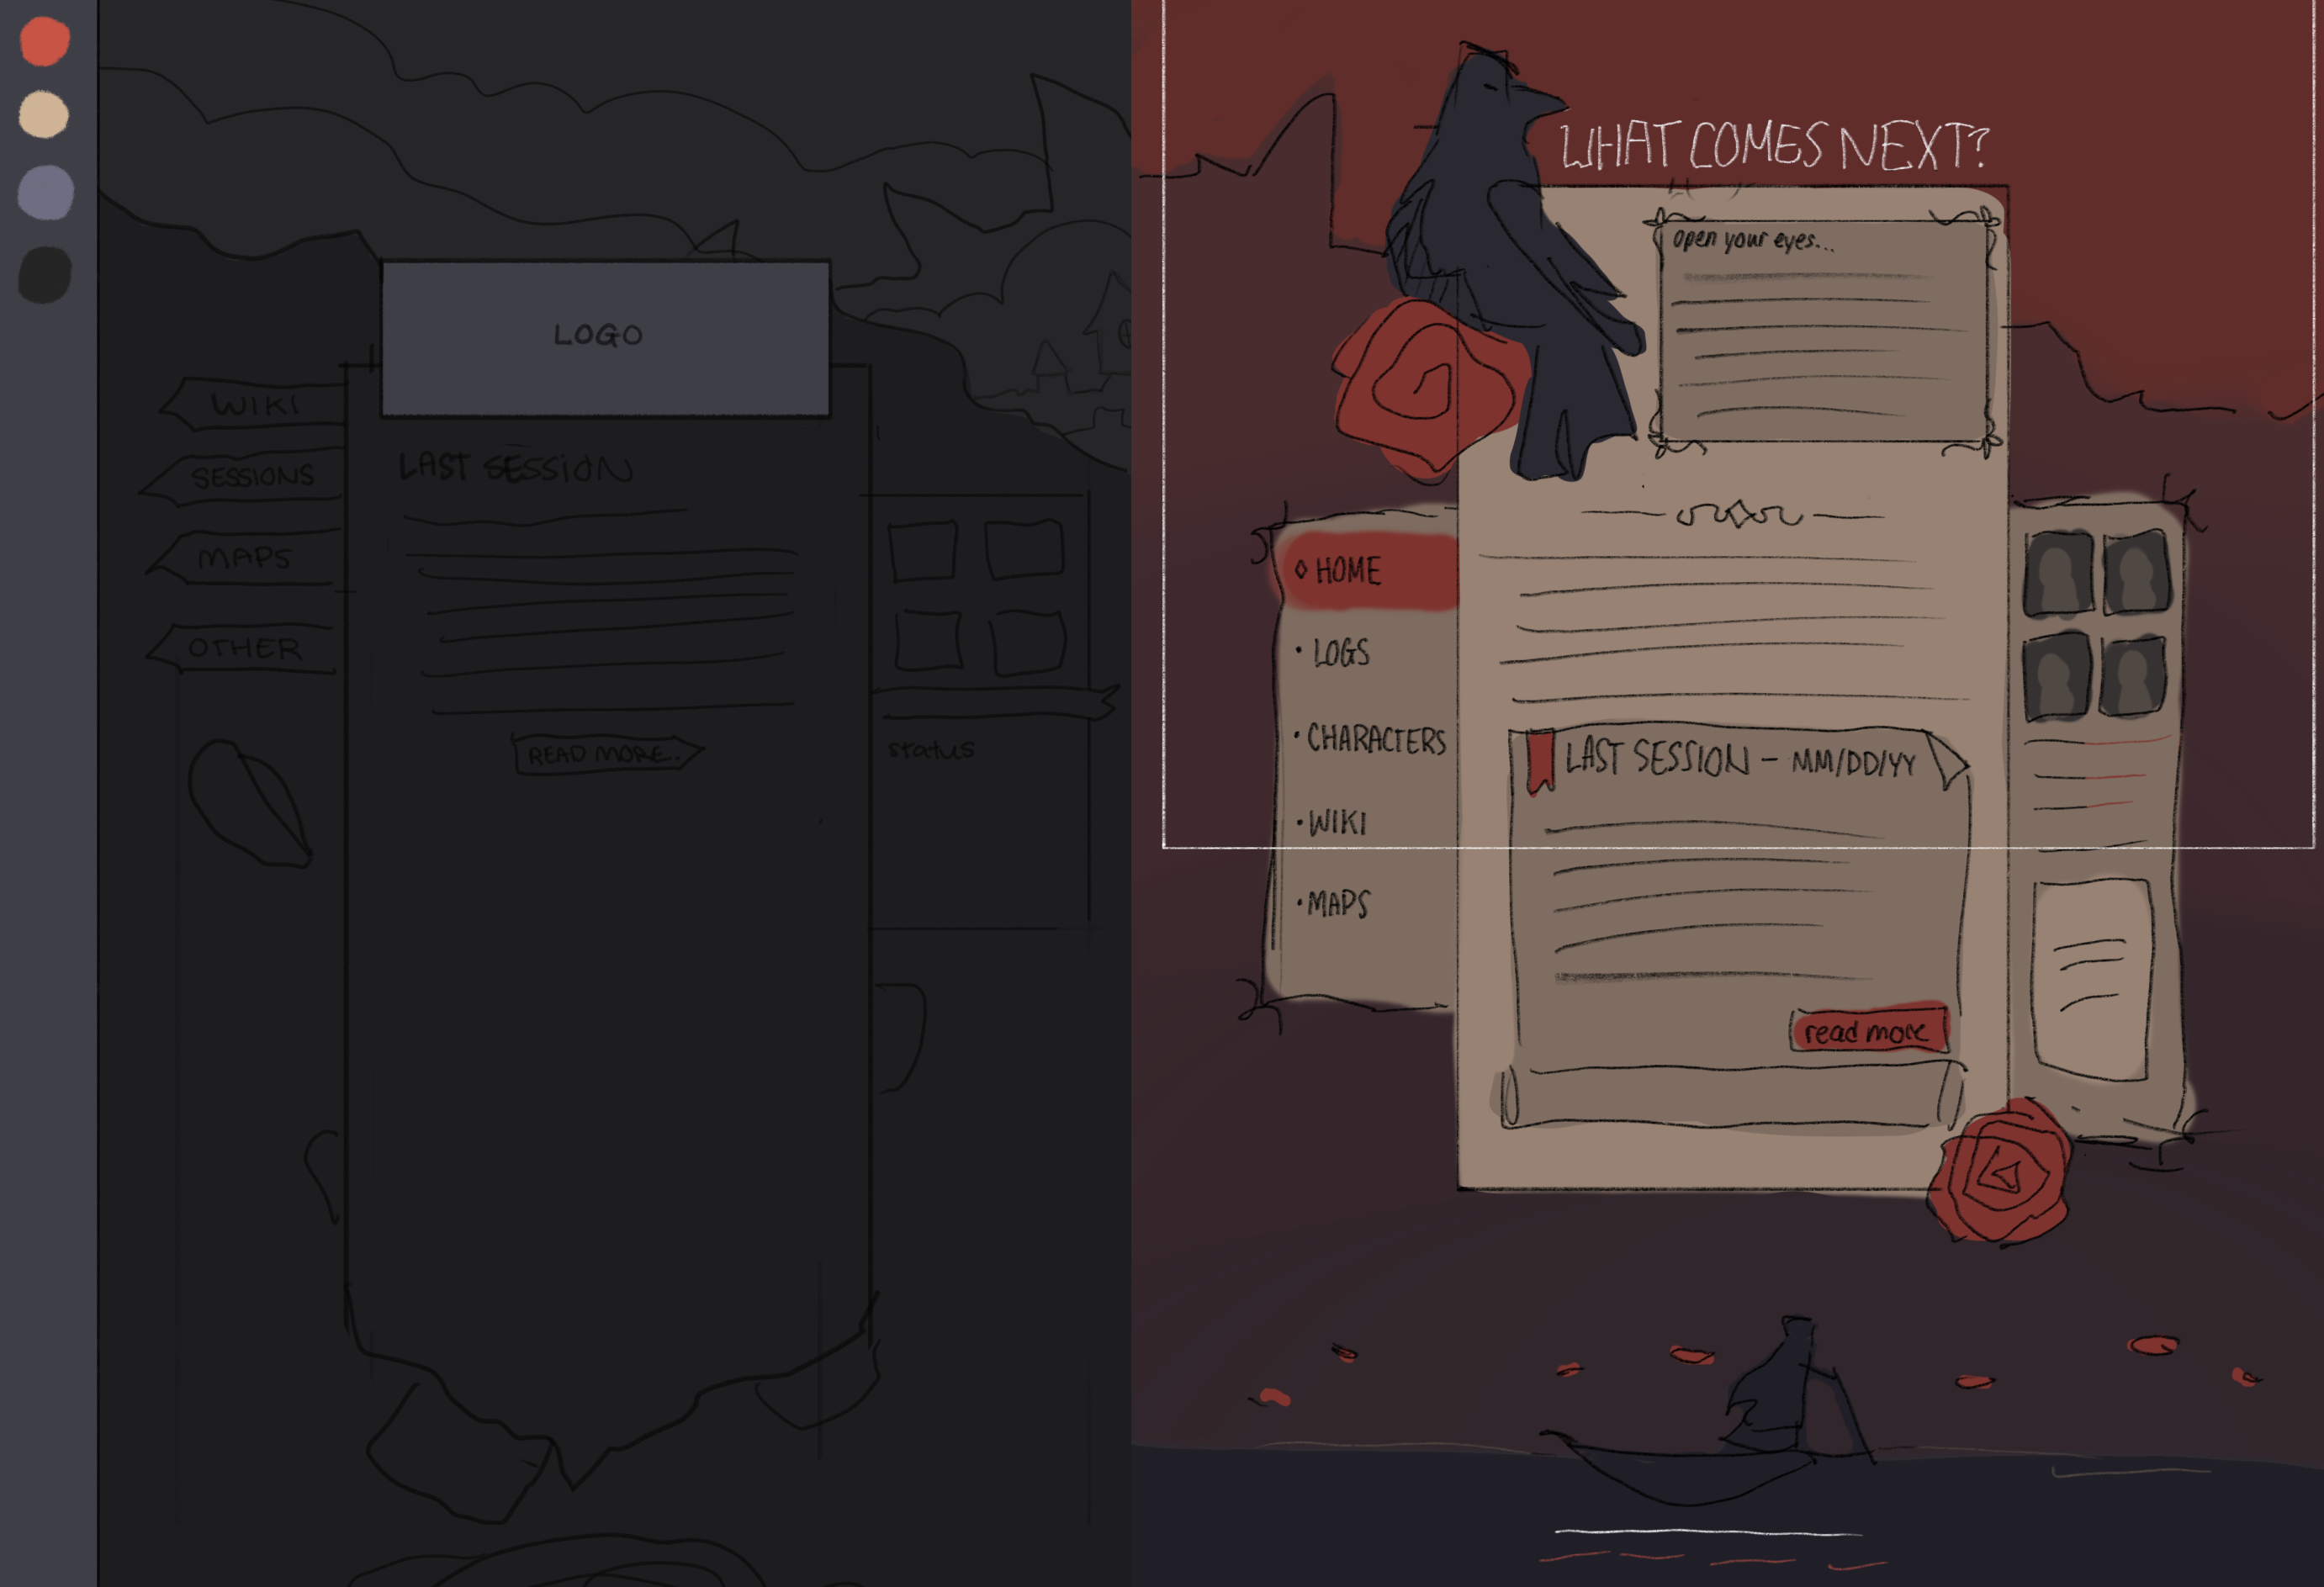 LOGO
WIKI
SESSIONS
MAPS
OTHER
LAST SESSION
READ MORE.
status
WHAT COMES NEXT?
open your eyes...
HOME
LOGS
CHARACTERS
WIKI
MAPS
LAST SESSION - MM/DD/YY
read more